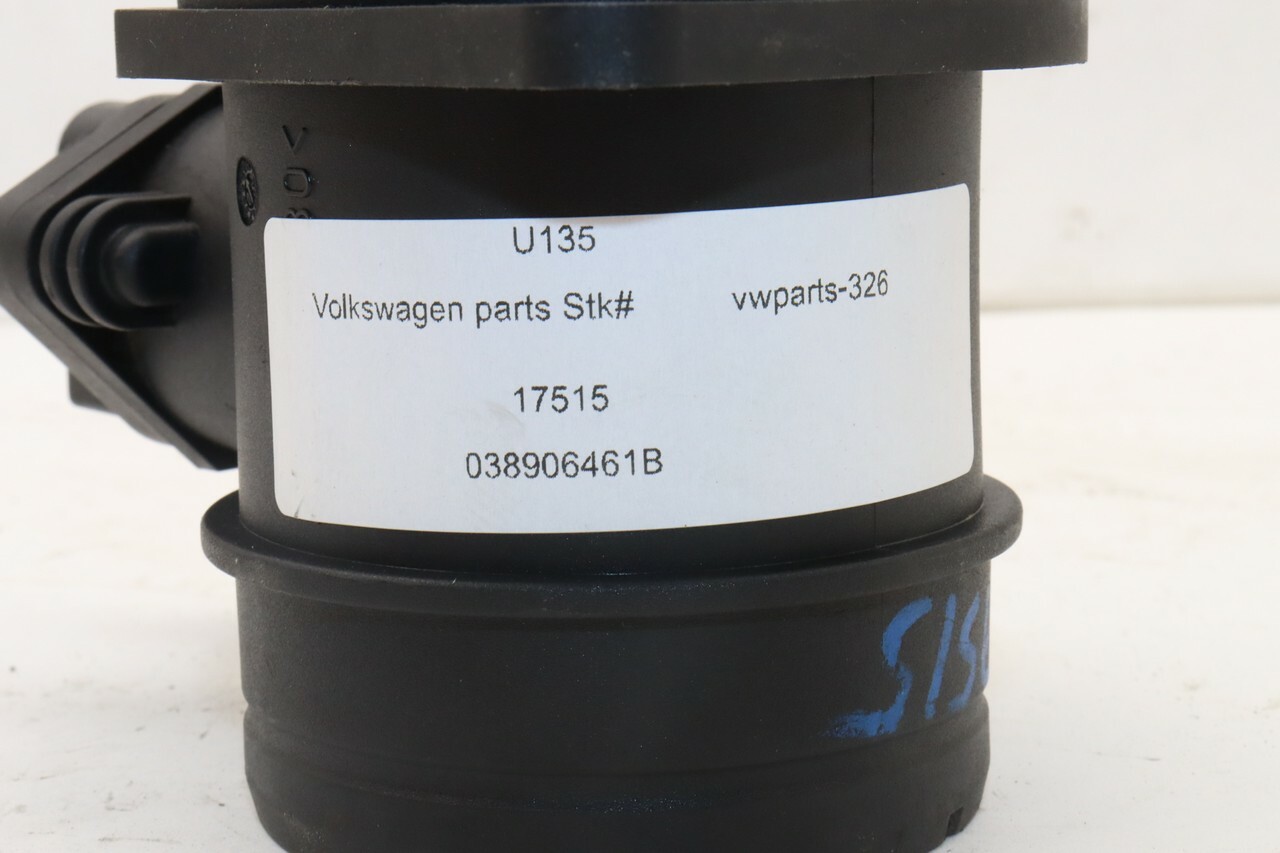 U135
Volkswagen parts Stk# vwparts-326
17515
038906461B